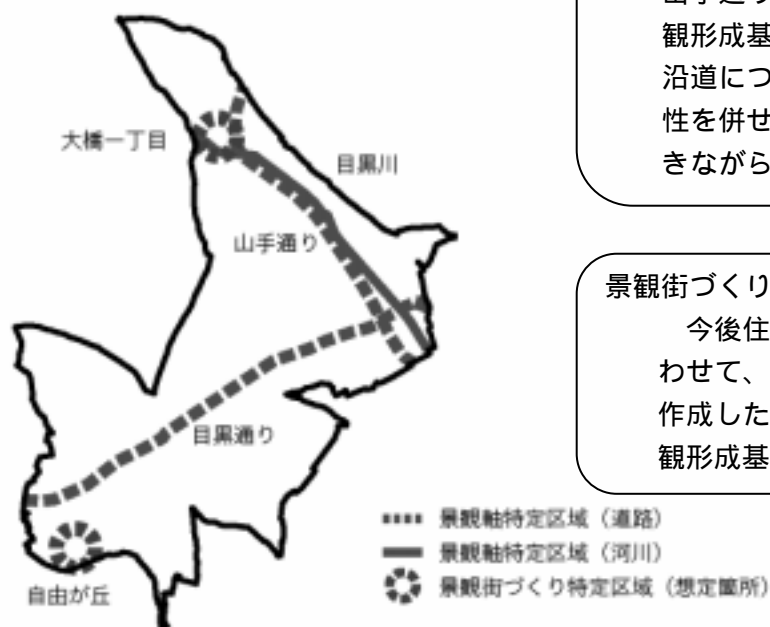 大橋一丁目
目黒川
山手通り
目黒通り
自由が丘
景観軸特定区域（道路）
景観軸特定区域（河川）
景観街づくり特定区域（想定箇所）
観形成基
沿道につ
性を併せ
きながら
景観街づくり
今後住
わせて、
作成した
観形成基